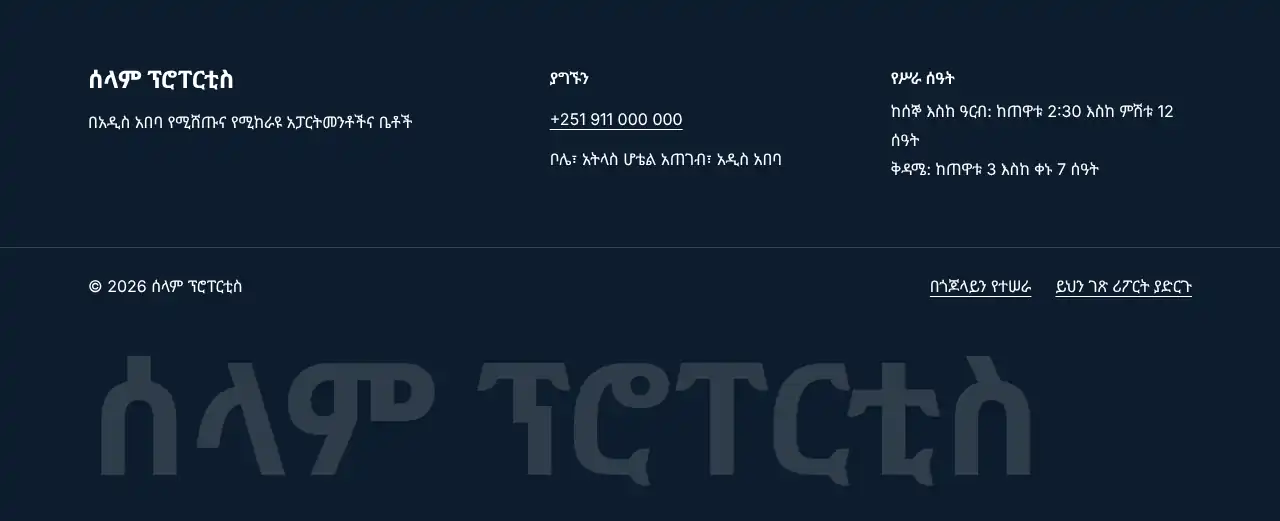 ሰላም ፕሮፐርቲስ
በአዲስ አበባ የሚሸጡና የሚከራዩ አፓርትመንቶችና ቤቶች
ያግኙን
+251 911 000 000
ቦሌ፣ አትላስ ሆቴል አጠገብ፣ አዲስ አበባ
የሥራ ሰዓት
ከሰኞ እስከ ዓርብ: ከጠዋቱ 2:30 እስከ ምሽቱ 12
ሰዓት
ቅዳሜ: ከጠዋቱ 3 እስከ ቀኑ 7 ሰዓት
© 2026 ሰላም ፕሮፐርቲስ
በጎጆላይን የተሠራ
ይህን ገጽ ሪፖርት ያድርጉ
ሰላም ፕሮፐርቲስ